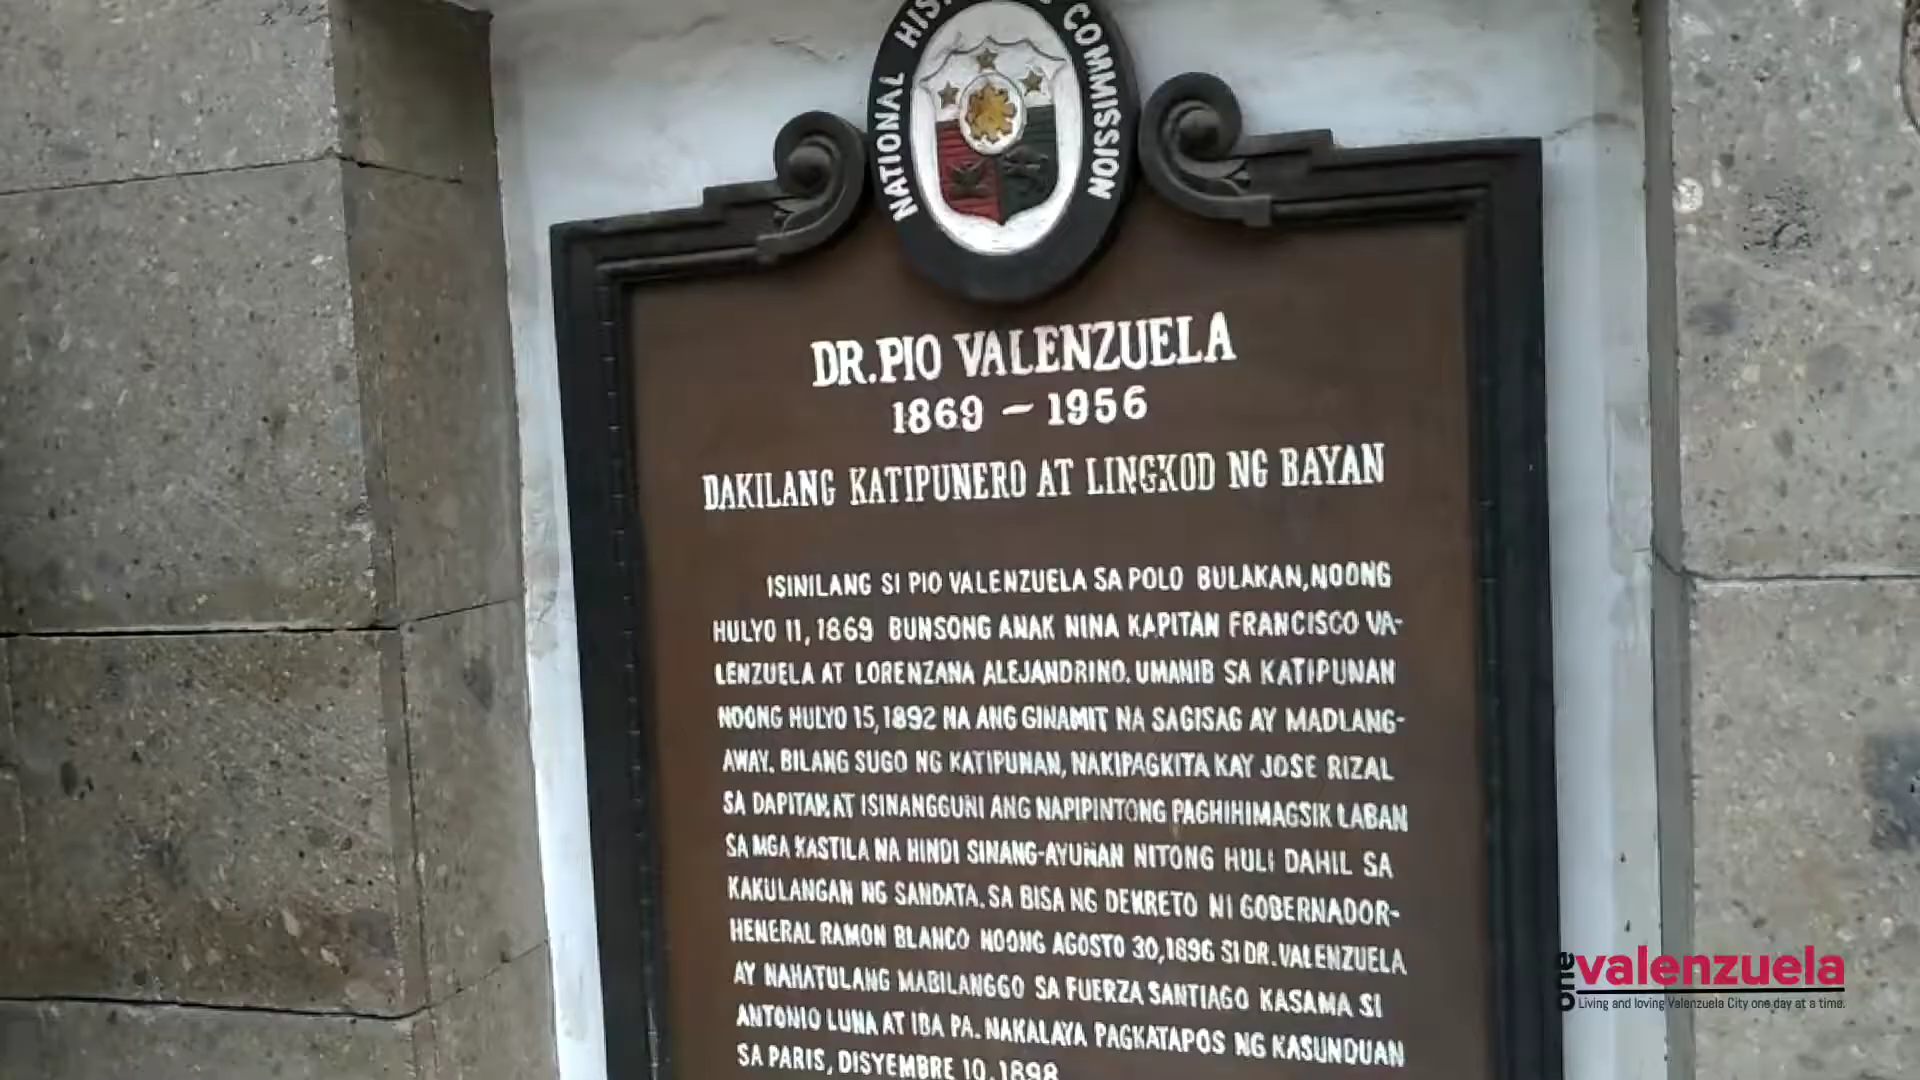 NATIONAL COMMISSION
DR. PIO VALENZUELA
1869 – 1956
DAKILANG KATIPUNERO AT LINGKOD NG BAYAN
ISINILANG SI PIO VALENZUELA SA POLO BULAKAN, NOONG
HULYO 11, 1869 BUNSONG ANAK NINA KAPITAN FRANCISCO VA-
LENZUELA AT LORENZANA ALEJANDRINO. UMANIB SA KATIPUNAN
NOONG HULYO 15, 1892 NA ANG GINAMIT NA SAGISAG AY MADLANG-
AWAY. BILANG SUGO NG KATIPUNAN, NAKIPAGKITA KAY JOSE RIZAL
SA DAPITAN AT ISINANGGUNI ANG NAPIPINTONG PAGHIHIMAGSIK LABAN
SA MGA KASTILA NA HINDI SINANG-AYUNAN NITONG HULI DAHIL SA
KAKULANGAN NG SANDATA. SA BISA NG DEKRETO NI GOBERNADOR-
HENERAL RAMON BLANCO NOONG AGOSTO 30, 1896 SI DR. VALENZUELA
AY NAHATULANG MABILANGGO SA FUERZA SANTIAGO KASAMA SI
ANTONIO LUNA AT IBA PA. NAKALAYA PAGKATAPOS NG KASUNDUAN
SA PARIS, DISYEMBRE 10, 1898
one valenzuela
Living and loving Valenzuela City one day at a time.